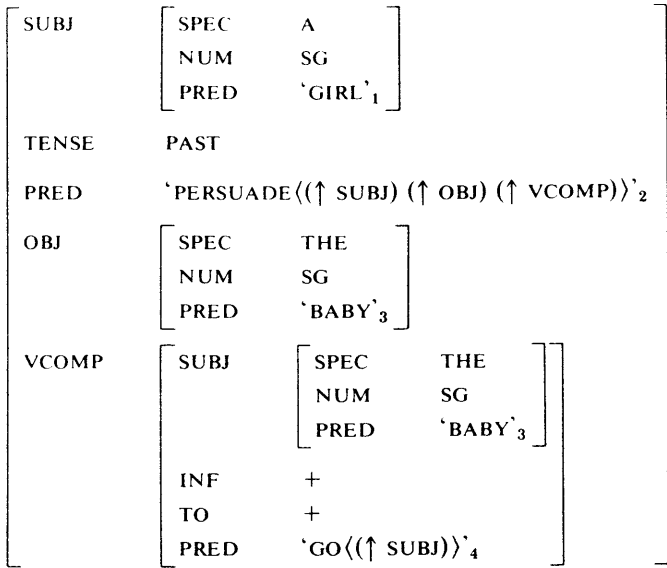 SUBJ SPEC A
NUM SG
PRED ‘GIRL’₁
TENSE PAST
PRED ‘PERSUADE⟨(↑ SUBJ) (↑ OBJ) (↑ VCOMP)⟩’₂
OBJ SPEC THE
NUM SG
PRED ‘BABY’₃
VCOMP SUBJ SPEC THE
NUM SG
PRED ‘BABY’₃
INF +
TO +
PRED ‘GO⟨(↑ SUBJ)⟩’₄